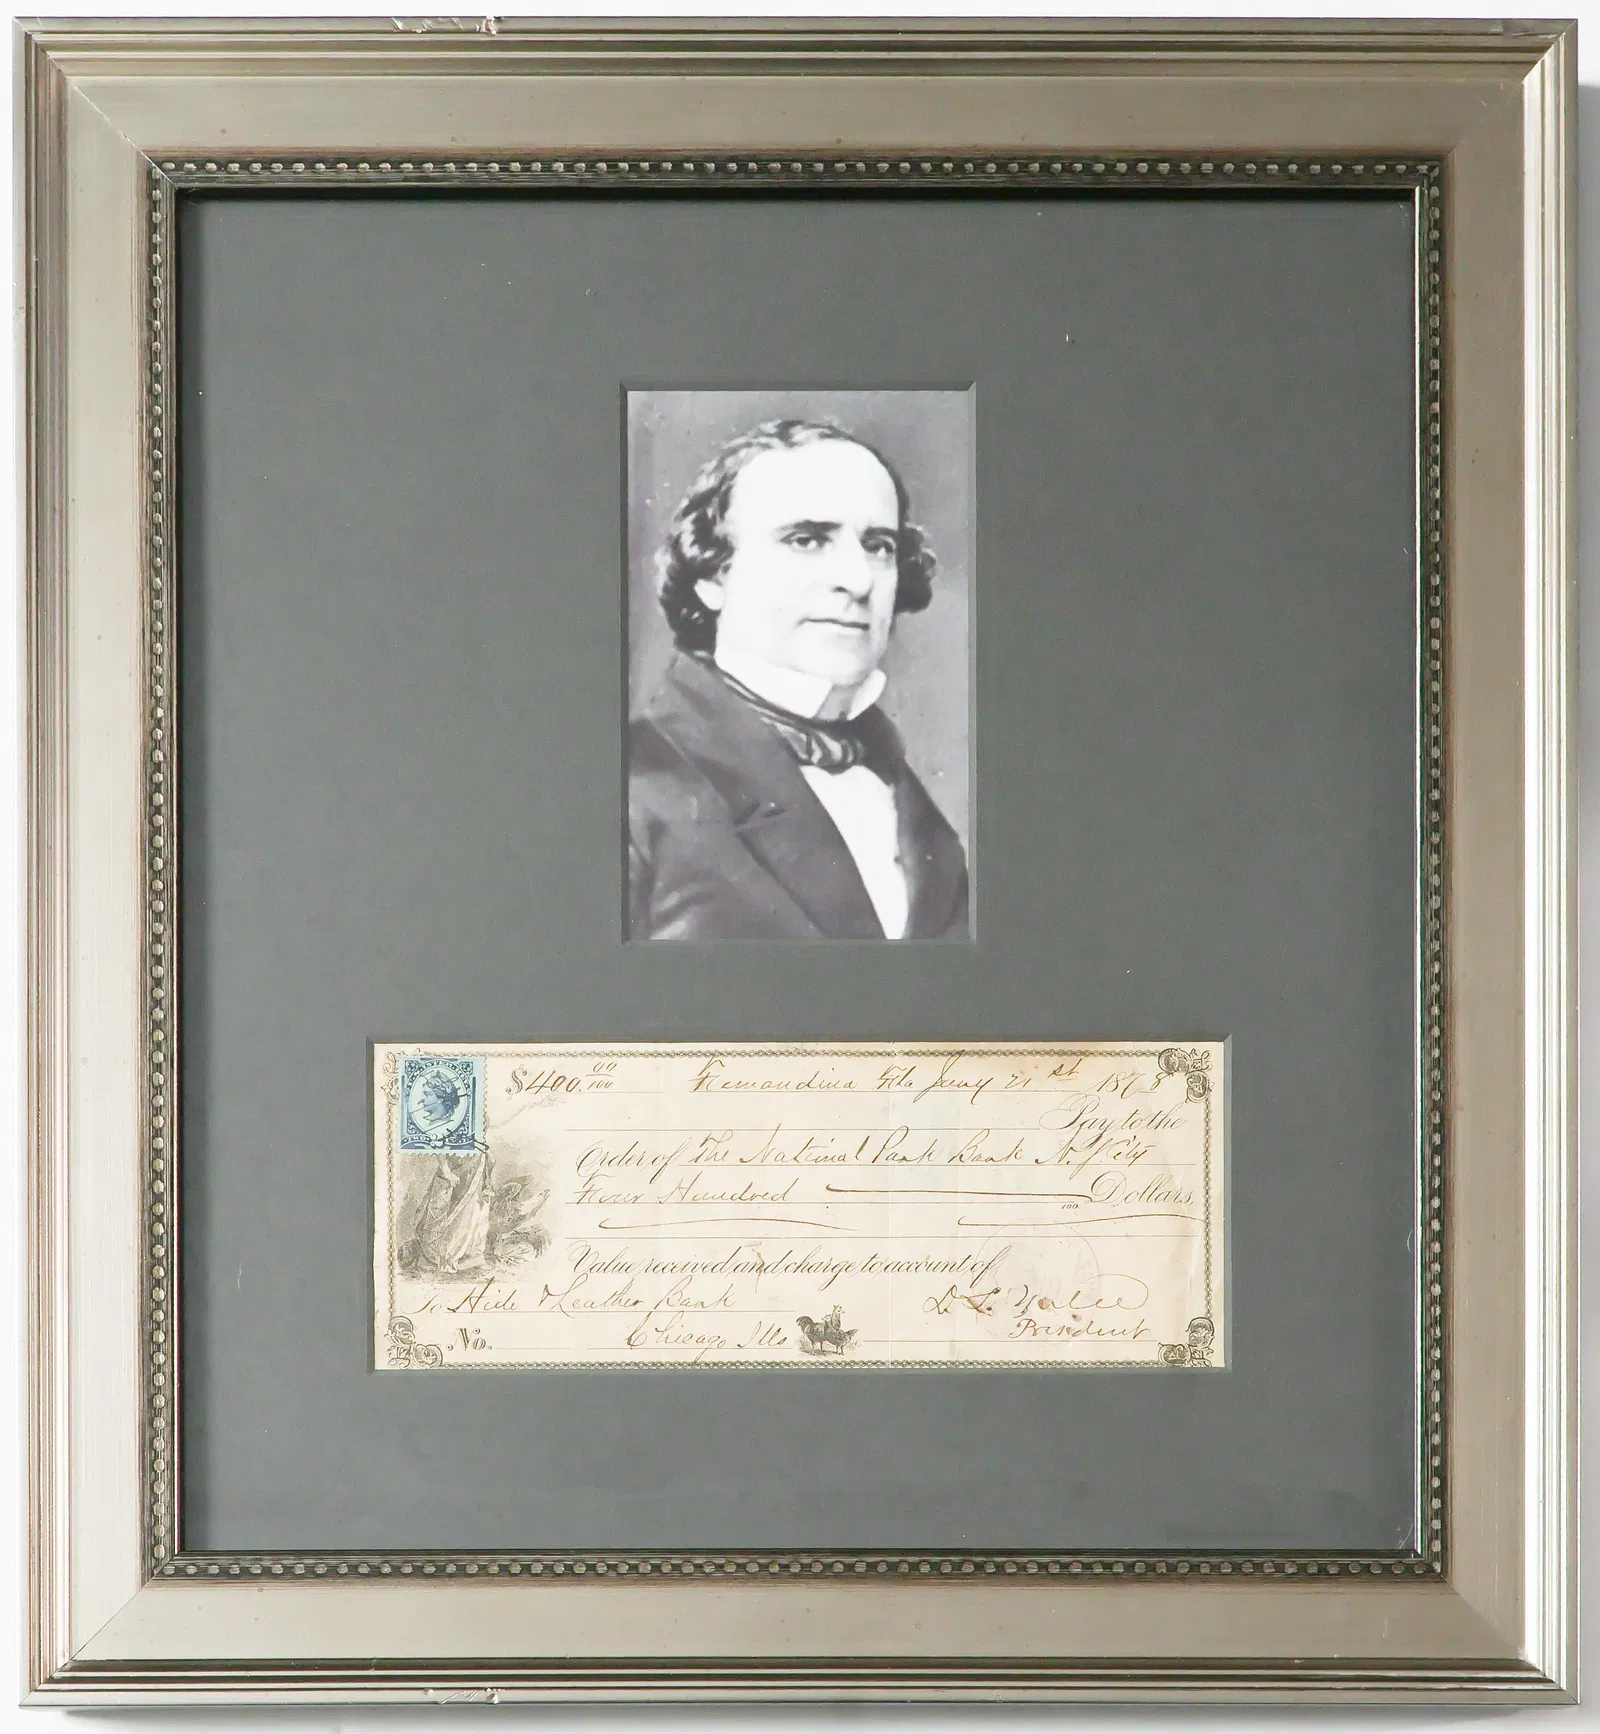 $400.00/100 Fernandina Fla Jany 21st 1878
Pay to the
Order of The National Park Bank N.Y. City
Four Hundred /100 Dollars,
Value received and charge to account of
To Hide & Leather Bank D. L. Yulee
No. Chicago Ills President